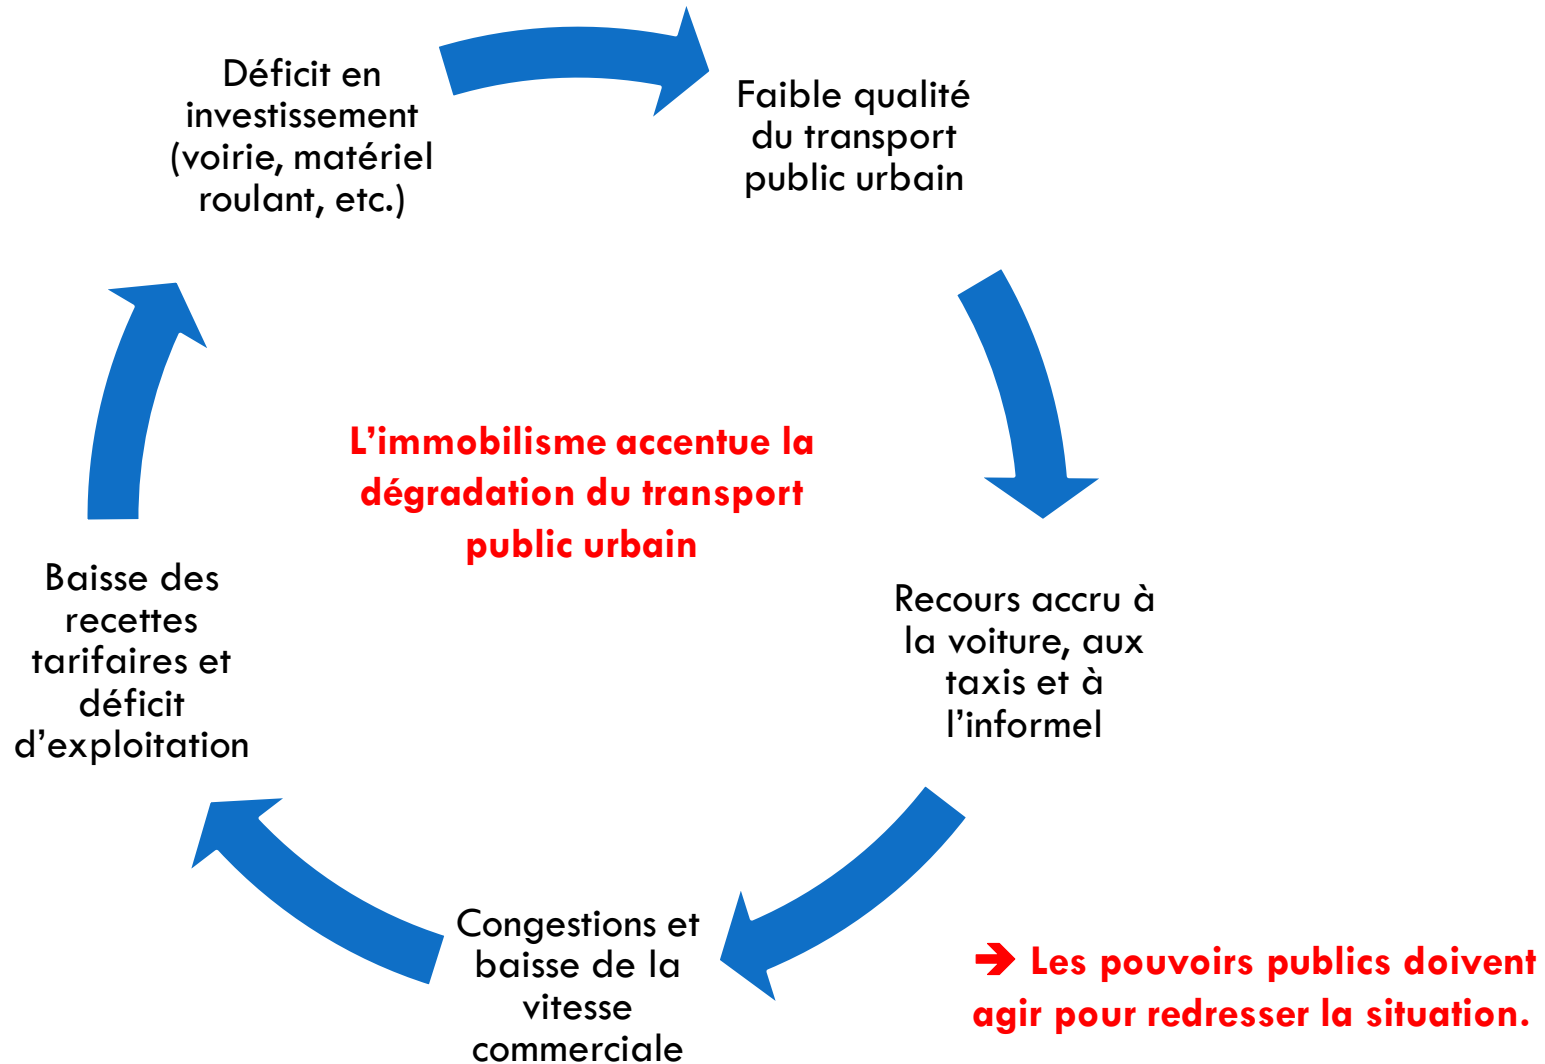 Déficit en
investissement
(voirie, matériel
roulant, etc.)
Faible qualité
du transport
public urbain
Recours accru à
la voiture, aux
taxis et à
l’informel
Congestions et
baisse de la
vitesse
commerciale
Baisse des
recettes
tarifaires et
déficit
d’exploitation
L’immobilisme accentue la
dégradation du transport
public urbain
➔ Les pouvoirs publics doivent
agir pour redresser la situation.